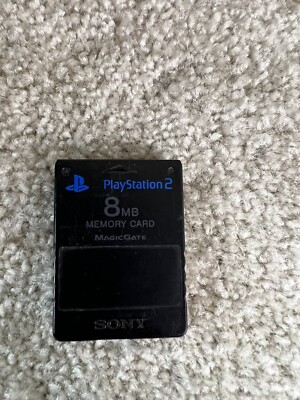 PlayStation 2
8MB
MEMORY CARD
MAGICGATE
SONY